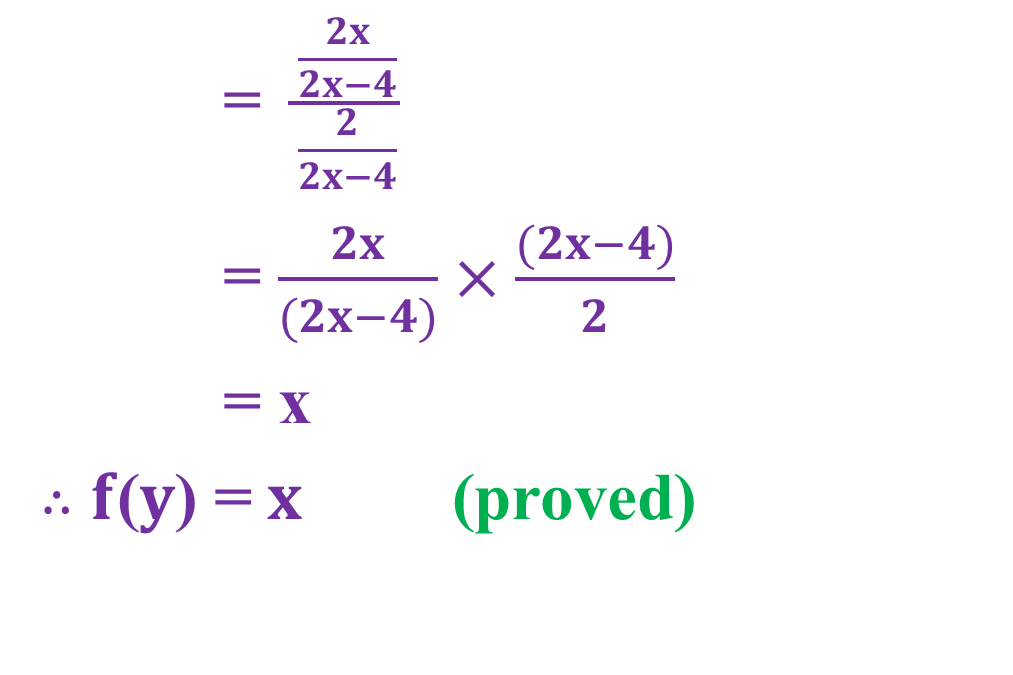 = (2x/(2x−4))/(2/(2x−4))
= 2x/(2x−4) × (2x−4)/2
= x
∴ f(y) = x (proved)